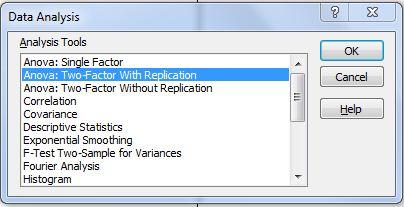 Data Analysis
Analysis Tools
Anova: Single Factor
Anova: Two-Factor With Replication
Anova: Two-Factor Without Replication
Correlation
Covariance
Descriptive Statistics
Exponential Smoothing
F-Test Two-Sample for Variances
Fourier Analysis
Histogram
OK
Cancel
Help